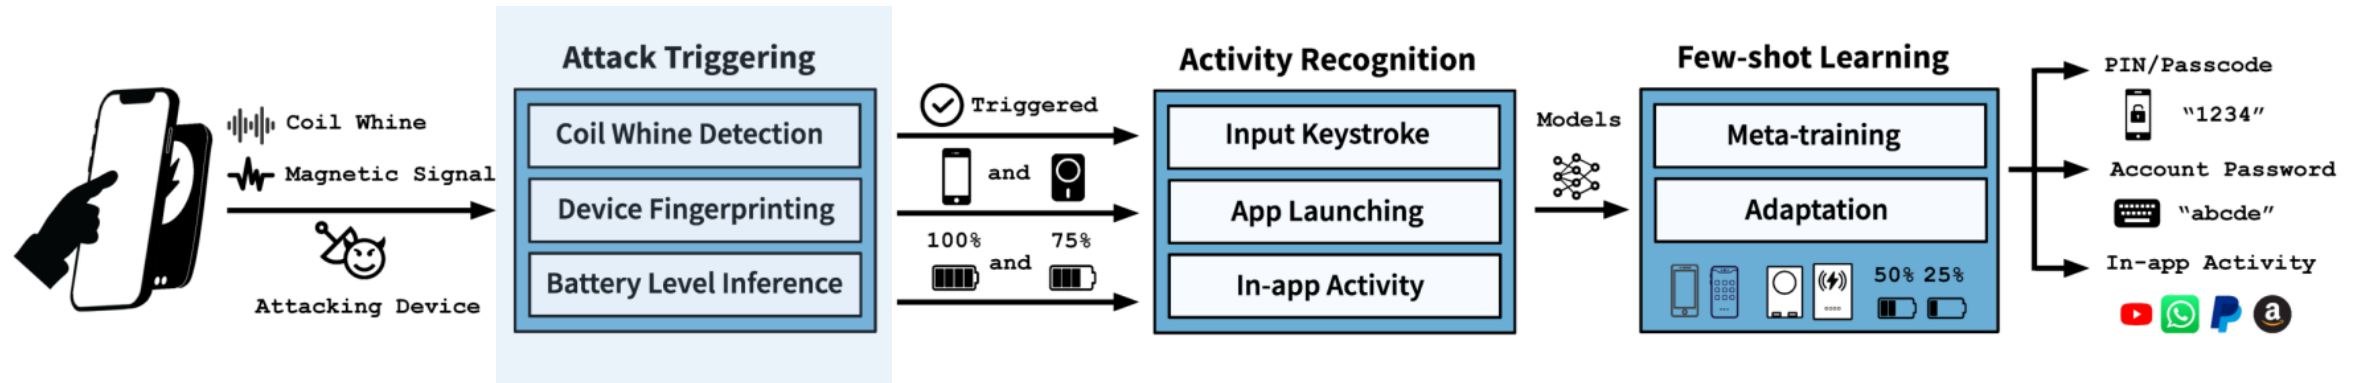 Coil Whine
Magnetic Signal
Attacking Device
Attack Triggering
Coil Whine Detection
Device Fingerprinting
Battery Level Inference
Triggered
and
100%
75%
and
Activity Recognition
Input Keystroke
App Launching
In-app Activity
Models
Few-shot Learning
Meta-training
Adaptation
50% 25%
PIN/Passcode
“1234”
Account Password
“abcde”
In-app Activity
a